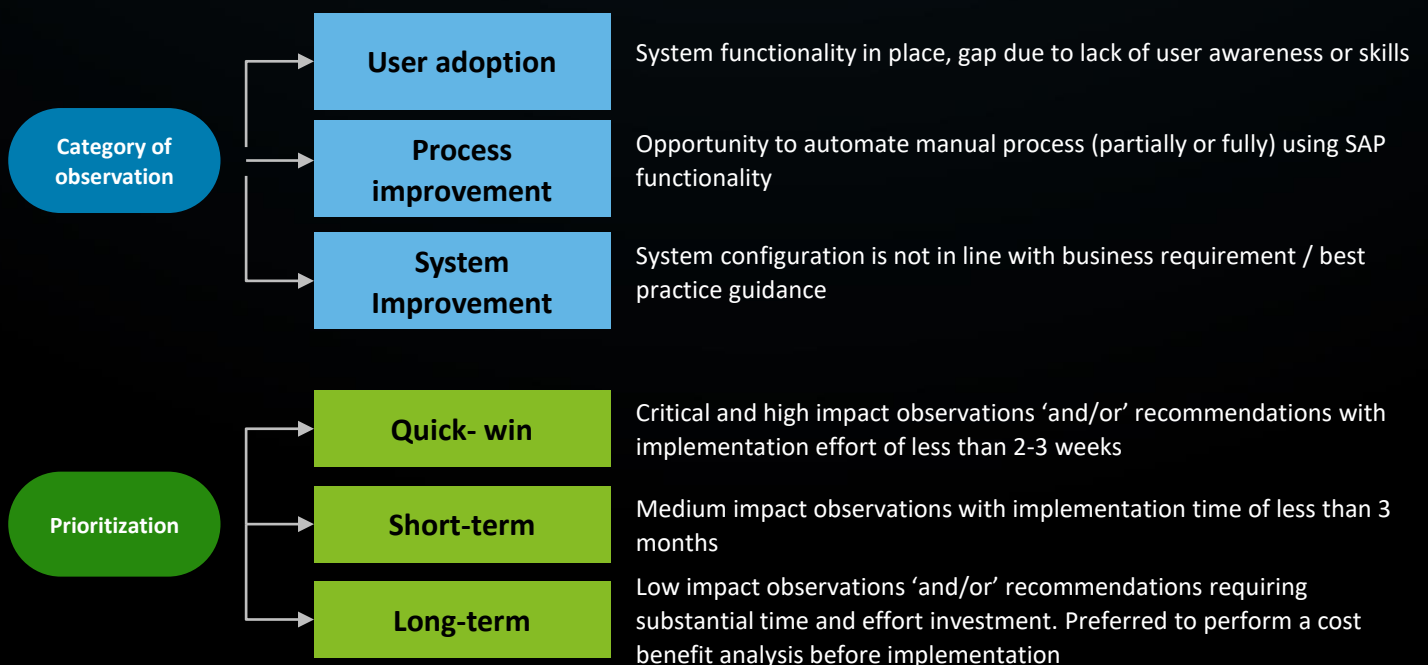 Category of
observation
User adoption
System functionality in place, gap due to lack of user awareness or skills
Process
improvement
Opportunity to automate manual process (partially or fully) using SAP
functionality
System
Improvement
System configuration is not in line with business requirement / best
practice guidance
Prioritization
Quick- win
Critical and high impact observations ‘and/or’ recommendations with
implementation effort of less than 2-3 weeks
Short-term
Medium impact observations with implementation time of less than 3
months
Long-term
Low impact observations ‘and/or’ recommendations requiring
substantial time and effort investment. Preferred to perform a cost
benefit analysis before implementation